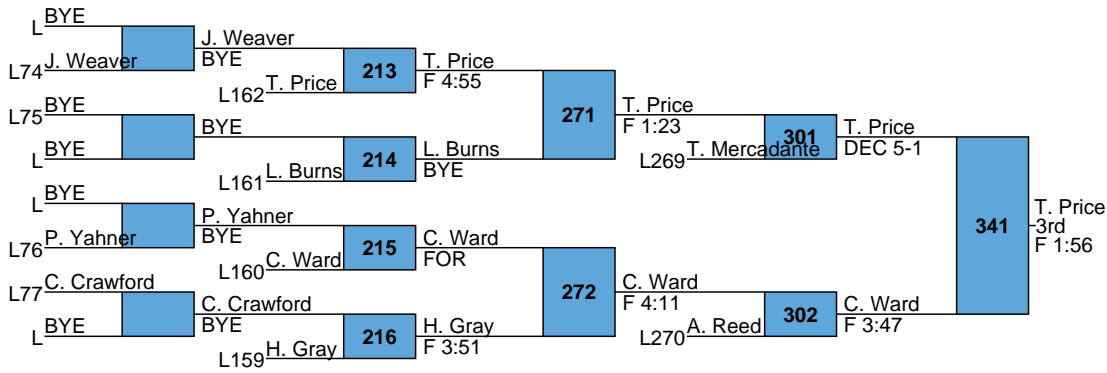 L BYE
L74 J. Weaver
J. Weaver
BYE
L162 T. Price
213
T. Price
F 4:55
L75 BYE
L BYE
BYE
L161 L. Burns
214
L. Burns
BYE
271
T. Price
F 1:23
L269 T. Mercadante
301
T. Price
DEC 5-1
L BYE
L76 P. Yahner
P. Yahner
BYE
L160 C. Ward
215
C. Ward
FOR
L77 C. Crawford
L BYE
C. Crawford
BYE
L159 H. Gray
216
H. Gray
F 3:51
272
C. Ward
F 4:11
L270 A. Reed
302
C. Ward
F 3:47
341
T. Price
3rd
F 1:56